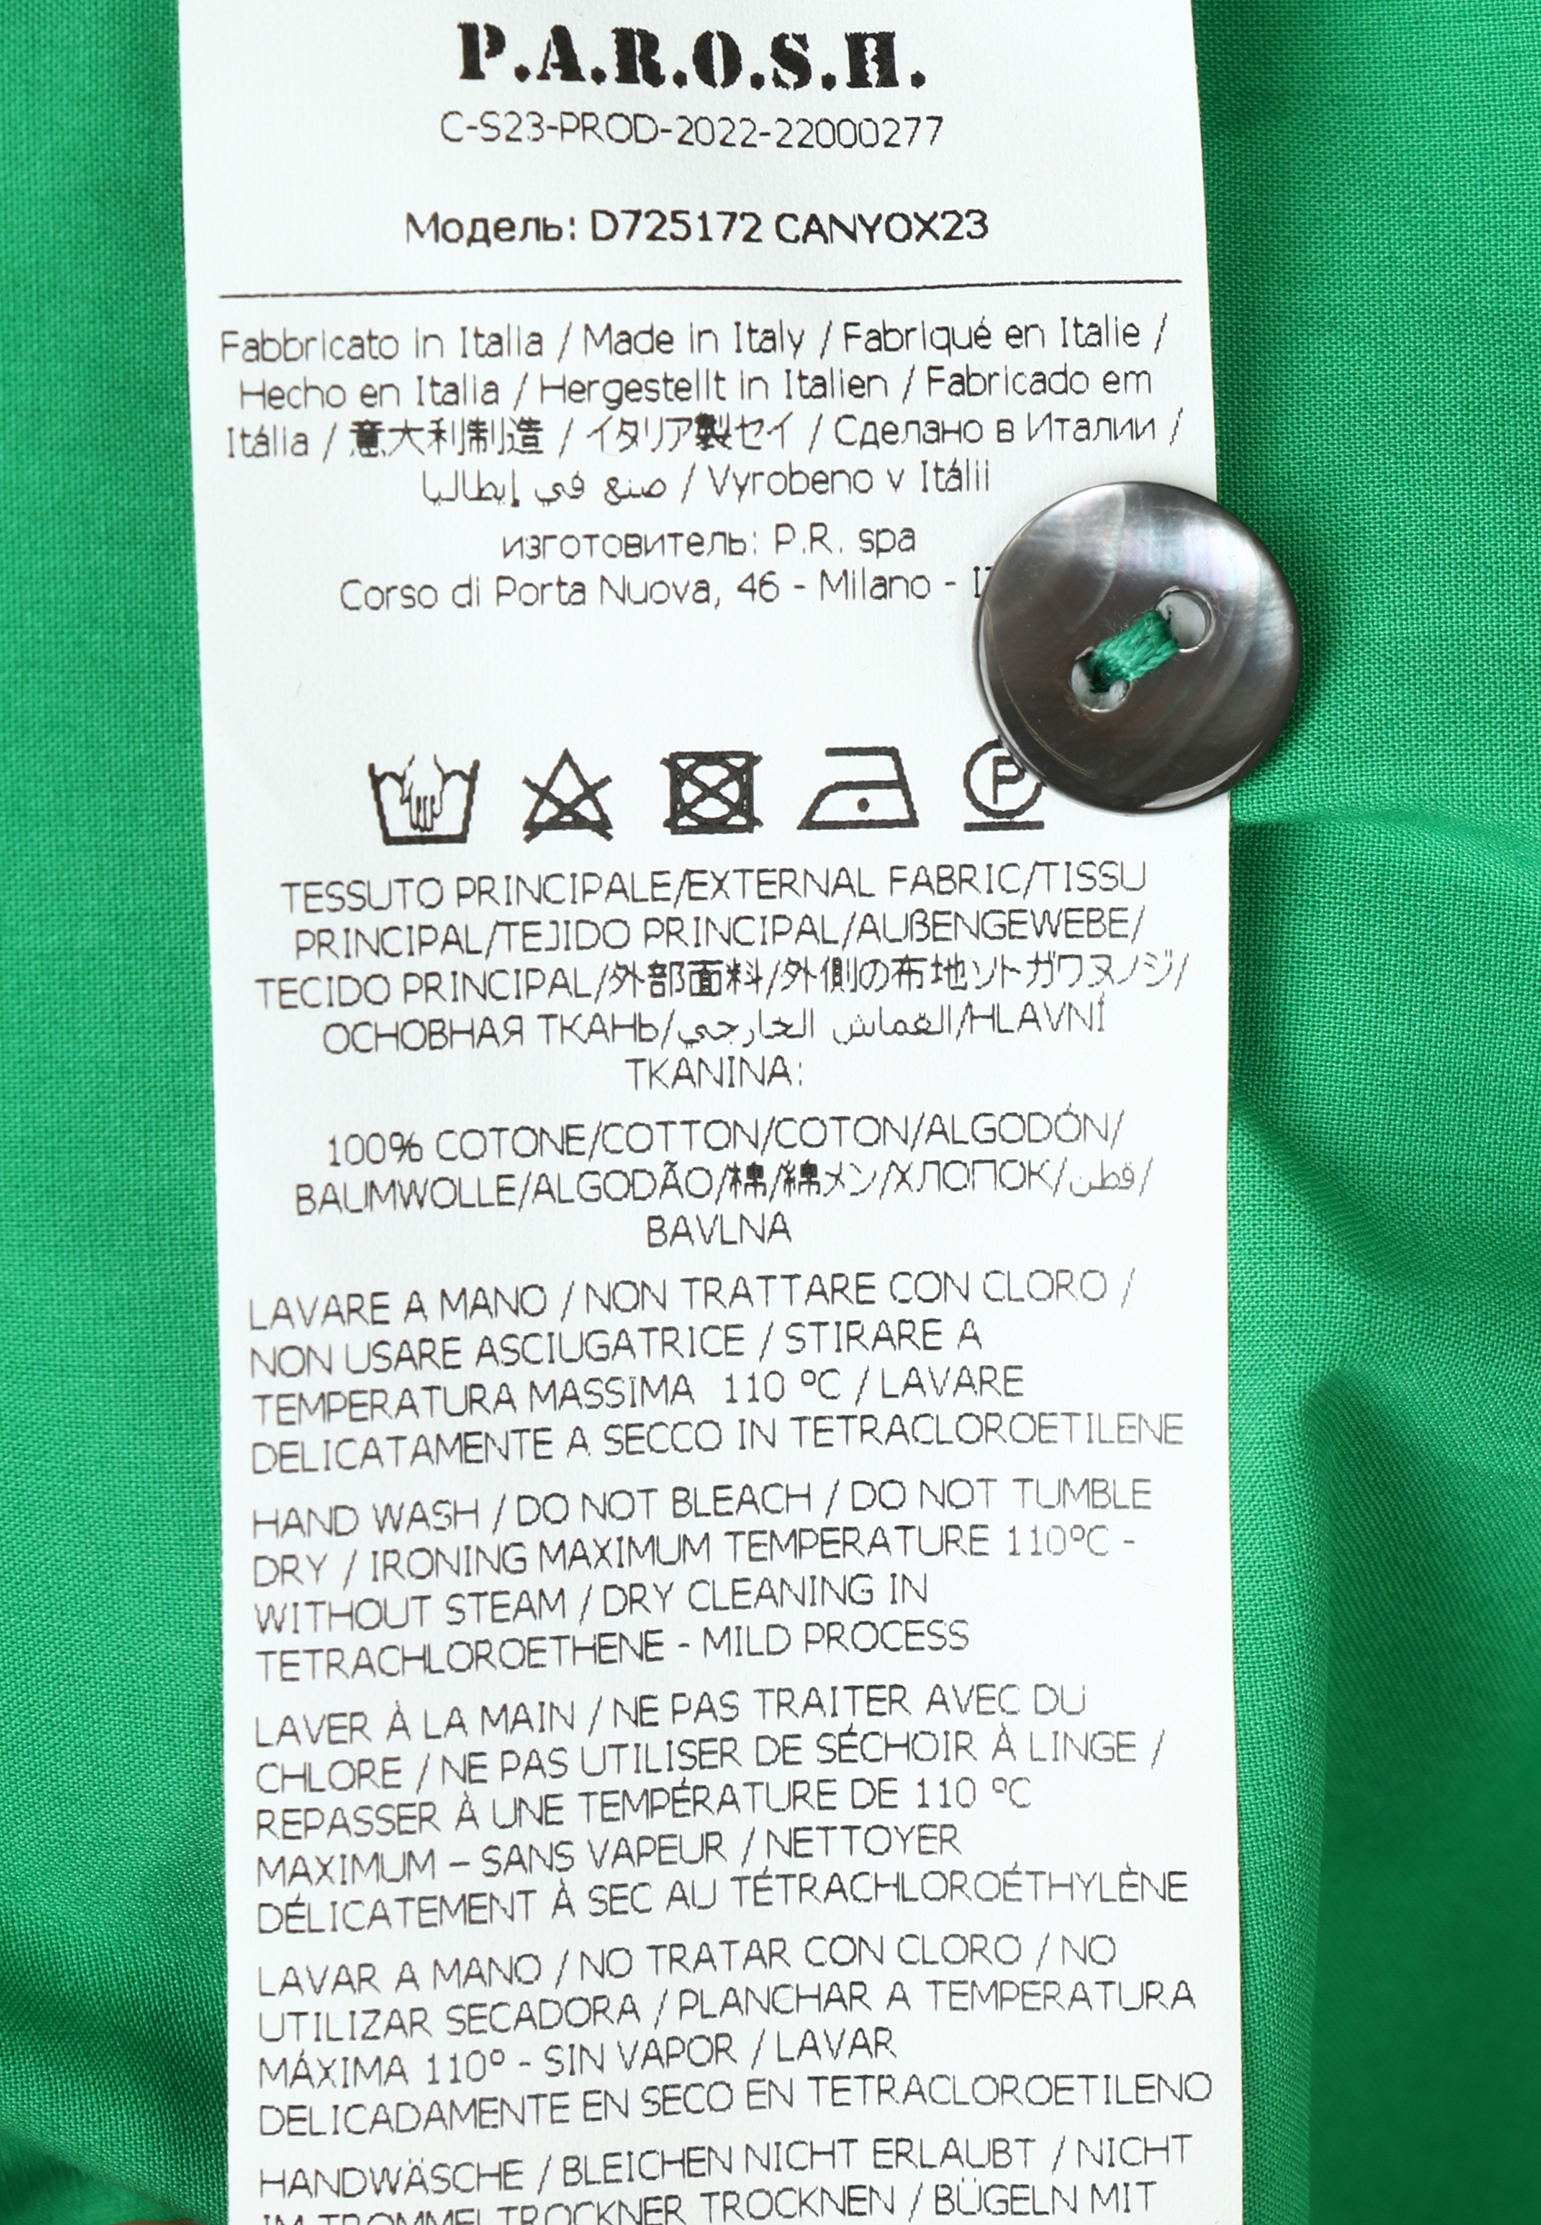 P.A.R.O.S.H.
C-S23-PROD-2022-22000277
Модель: D725172 CANYOX23
Fabbricato in Italia / Made in Italy / Fabriqué en Italie /
Hecho en Italia / Hergestellt in Italien / Fabricado em
Itália / 意大利制造 / イタリア製セイ / Сделано в Италии /
صنع في إيطاليا / Vyrobeno v Itálii
изготовитель: P.R. spa
Corso di Porta Nuova, 46 - Milano -
P
TESSUTO PRINCIPALE/EXTERNAL FABRIC/TISSU
PRINCIPAL/TEJIDO PRINCIPAL/AUßENGEWEBE/
TECIDO PRINCIPAL/外部面料/外側の布地ソトガワヌノジ/
ОСНОВНАЯ ТКАНЬ/القماش الخارجي/HLAVNÍ
TKANINA:
100% COTONE/COTTON/COTON/ALGODÓN/
BAUMWOLLE/ALGODÃO/棉/綿メン/ХЛОПОК/قطن/
BAVLNA
LAVARE A MANO / NON TRATTARE CON CLORO /
NON USARE ASCIUGATRICE / STIRARE A
TEMPERATURA MASSIMA 110 °C / LAVARE
DELICATAMENTE A SECCO IN TETRACLOROETILENE
HAND WASH / DO NOT BLEACH / DO NOT TUMBLE
DRY / IRONING MAXIMUM TEMPERATURE 110°C -
WITHOUT STEAM / DRY CLEANING IN
TETRACHLOROETHENE - MILD PROCESS
LAVER À LA MAIN / NE PAS TRAITER AVEC DU
CHLORE / NE PAS UTILISER DE SÉCHOIR À LINGE /
REPASSER À UNE TEMPÉRATURE DE 110 °C
MAXIMUM – SANS VAPEUR / NETTOYER
DÉLICATEMENT À SEC AU TÉTRACHLOROÉTHYLÈNE
LAVAR A MANO / NO TRATAR CON CLORO / NO
UTILIZAR SECADORA / PLANCHAR A TEMPERATURA
MÁXIMA 110° - SIN VAPOR / LAVAR
DELICADAMENTE EN SECO EN TETRACLOROETILENO
HANDWÄSCHE / BLEICHEN NICHT ERLAUBT / NICHT
IM TROMMELTROCKNER TROCKNEN / BÜGELN MIT